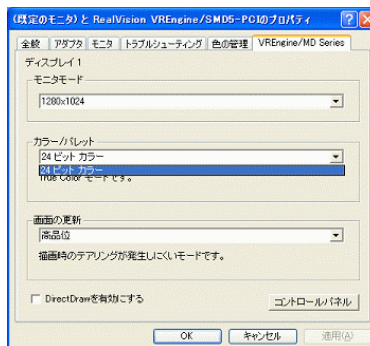 (既定のモニタ) と RealVision VREngine/SMD5-PCIのプロパティ
全般 アダプタ モニタ トラブルシューティング 色の管理 VREngine/MD Series
ディスプレイ 1
モニタモード
1280x1024
カラー/パレット
24 ビット カラー
24 ビット カラー
True Color モードです。
画面の更新
高品位
描画時のテアリングが発生しにくいモードです。
DirectDrawを有効にする
コントロールパネル
OK キャンセル 適用(A)